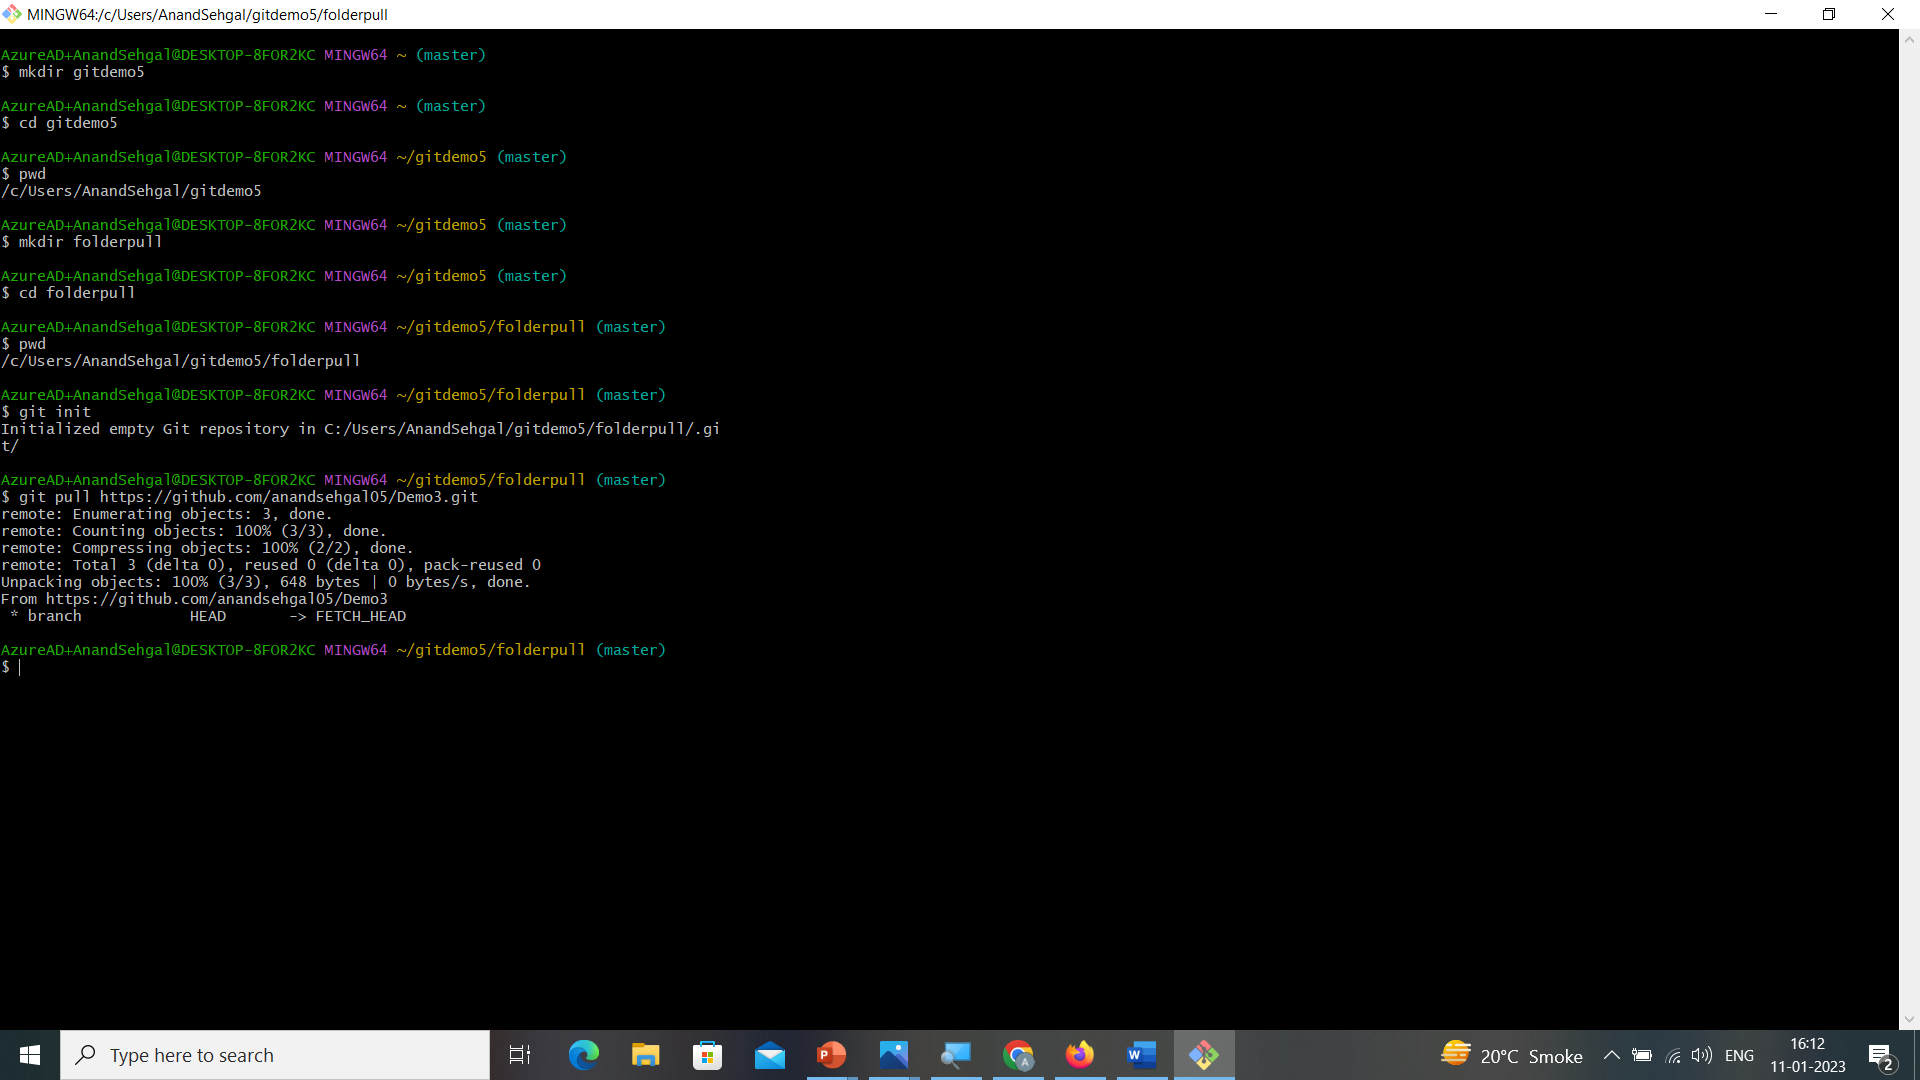 MINGW64:/c/Users/AnandSehgal/gitdemo5/folderpull
AzureAD+AnandSehgal@DESKTOP-8FOR2KC MINGW64 ~ (master)
$ mkdir gitdemo5
AzureAD+AnandSehgal@DESKTOP-8FOR2KC MINGW64 ~ (master)
$ cd gitdemo5
AzureAD+AnandSehgal@DESKTOP-8FOR2KC MINGW64 ~/gitdemo5 (master)
$ pwd
/c/Users/AnandSehgal/gitdemo5
AzureAD+AnandSehgal@DESKTOP-8FOR2KC MINGW64 ~/gitdemo5 (master)
$ mkdir folderpull
AzureAD+AnandSehgal@DESKTOP-8FOR2KC MINGW64 ~/gitdemo5 (master)
$ cd folderpull
AzureAD+AnandSehgal@DESKTOP-8FOR2KC MINGW64 ~/gitdemo5/folderpull (master)
$ pwd
/c/Users/AnandSehgal/gitdemo5/folderpull
AzureAD+AnandSehgal@DESKTOP-8FOR2KC MINGW64 ~/gitdemo5/folderpull (master)
$ git init
Initialized empty Git repository in C:/Users/AnandSehgal/gitdemo5/folderpull/.gi
t/
AzureAD+AnandSehgal@DESKTOP-8FOR2KC MINGW64 ~/gitdemo5/folderpull (master)
$ git pull https://github.com/anandsehgal05/Demo3.git
remote: Enumerating objects: 3, done.
remote: Counting objects: 100% (3/3), done.
remote: Compressing objects: 100% (2/2), done.
remote: Total 3 (delta 0), reused 0 (delta 0), pack-reused 0
Unpacking objects: 100% (3/3), 648 bytes | 0 bytes/s, done.
From https://github.com/anandsehgal05/Demo3
 * branch            HEAD       -> FETCH_HEAD
AzureAD+AnandSehgal@DESKTOP-8FOR2KC MINGW64 ~/gitdemo5/folderpull (master)
$
Type here to search
20°C Smoke
ENG
16:12
11-01-2023
2